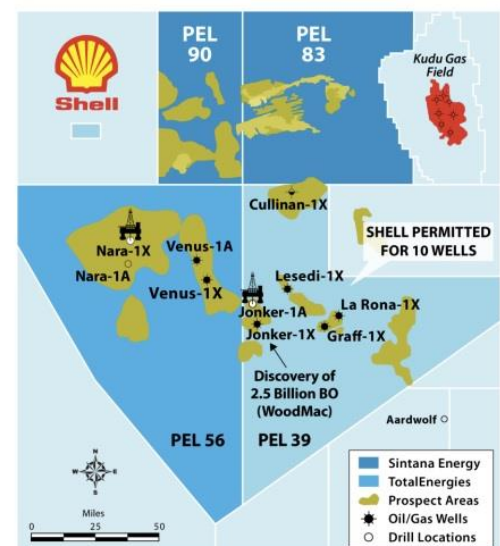 Shell
PEL
90
PEL
83
Kudu Gas
Field
Cullinan-1X
SHELL PERMITTED
FOR 10 WELLS
Nara-1X
Nara-1A
Venus-1A
Venus-1X
Lesedi-1X
La Rona-1X
Jonker-1A
Jonker-1X
Graff-1X
Discovery of
2.5 Billion BO
(WoodMac)
PEL 56
PEL 39
Aardwolf
N
W
E
S
Miles
0
25
50
Sintana Energy
TotalEnergies
Prospect Areas
Oil/Gas Wells
Drill Locations